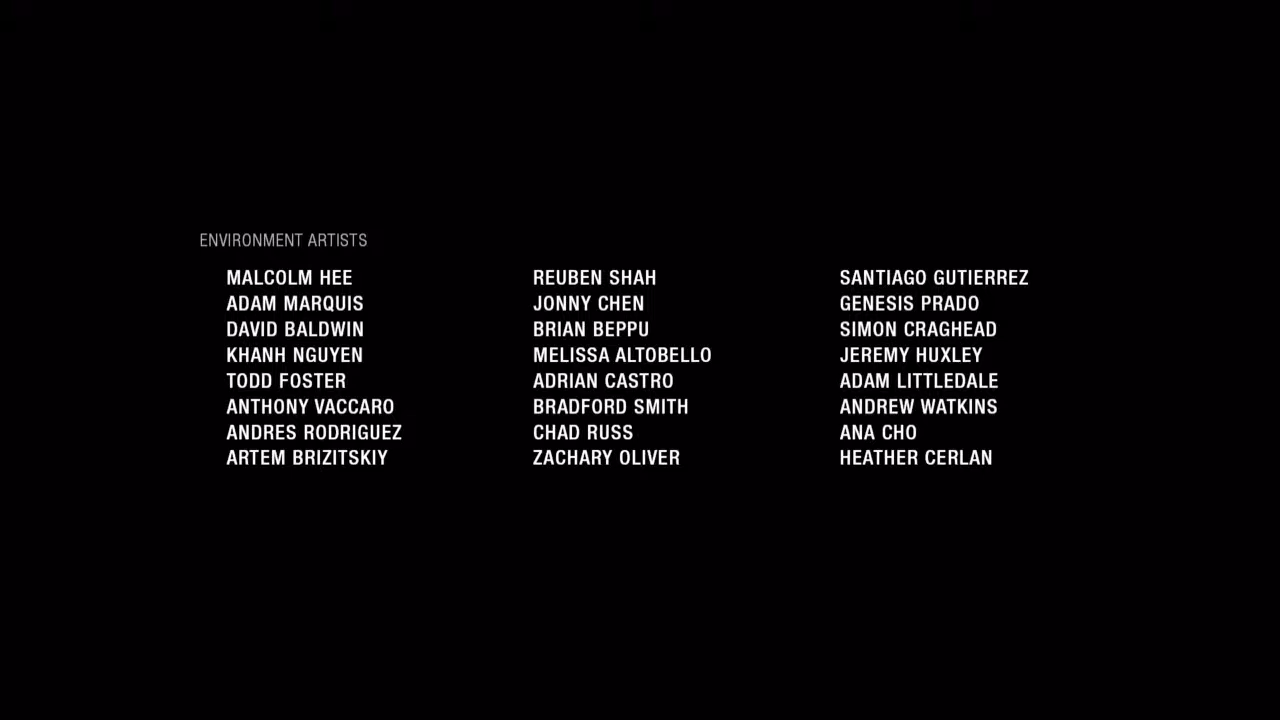 ENVIRONMENT ARTISTS
MALCOLM HEE
ADAM MARQUIS
DAVID BALDWIN
KHANH NGUYEN
TODD FOSTER
ANTHONY VACCARO
ANDRES RODRIGUEZ
ARTEM BRIZITSKIY
REUBEN SHAH
JONNY CHEN
BRIAN BEPPU
MELISSA ALTOBELLO
ADRIAN CASTRO
BRADFORD SMITH
CHAD RUSS
ZACHARY OLIVER
SANTIAGO GUTIERREZ
GENESIS PRADO
SIMON CRAGHEAD
JEREMY HUXLEY
ADAM LITTLEDALE
ANDREW WATKINS
ANA CHO
HEATHER CERLAN